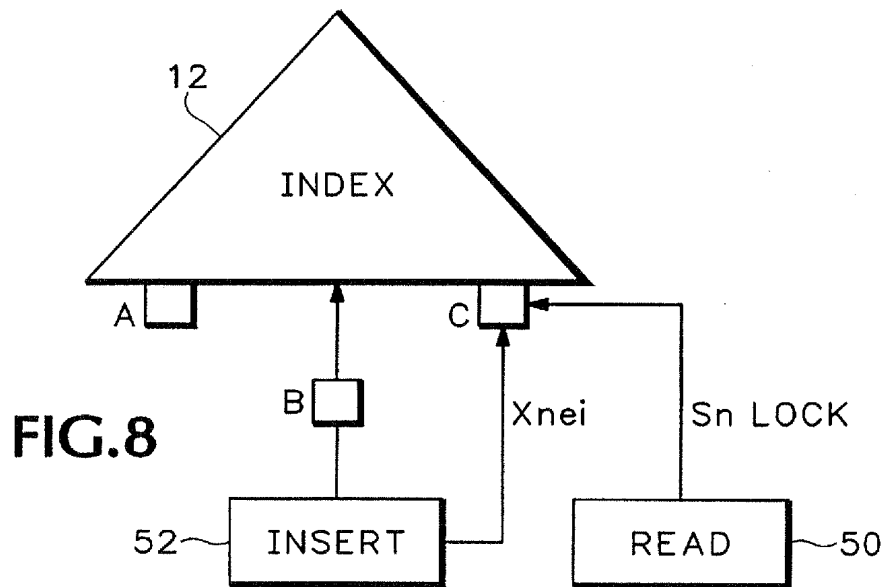 12
INDEX
A
C
B
Xnei
Sn LOCK
FIG.8
52
INSERT
READ
50